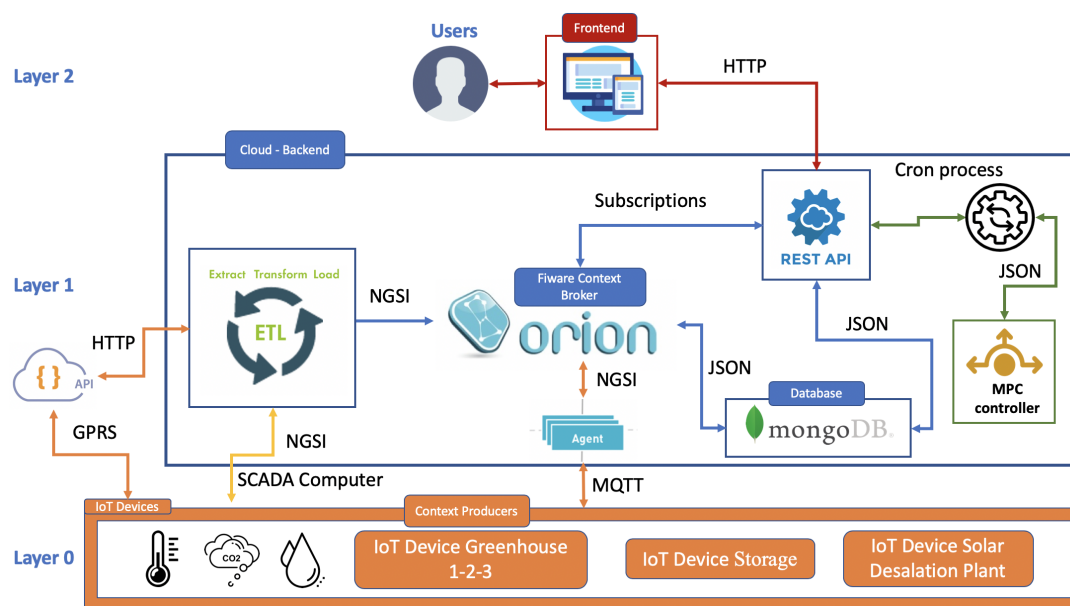 Users
Frontend
Layer 2
HTTP
Cloud - Backend
Cron process
Subscriptions
REST API
Extract Transform Load
Fiware Context
Broker
Layer 1
NGSI
JSON
ETL
orion
JSON
HTTP
{ } API
NGSI
JSON
MPC
controller
Database
mongoDB®
GPRS
Agent
NGSI
SCADA Computer
MQTT
IoT Devices
Context Producers
Layer 0
CO2
IoT Device Greenhouse
1-2-3
IoT Device Storage
IoT Device Solar
Desalation Plant